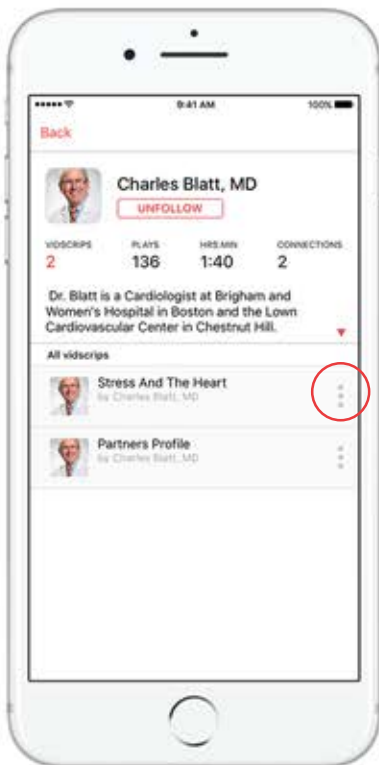 9:41 AM 100%
Back
Charles Blatt, MD
UNFOLLOW
VIDSCRIPS PLAYS HRS:MIN CONNECTIONS
2 136 1:40 2
Dr. Blatt is a Cardiologist at Brigham and
Women's Hospital in Boston and the Lown
Cardiovascular Center in Chestnut Hill.
All vidscrips
Stress And The Heart
by Charles Blatt, MD
Partners Profile
by Charles Blatt, MD